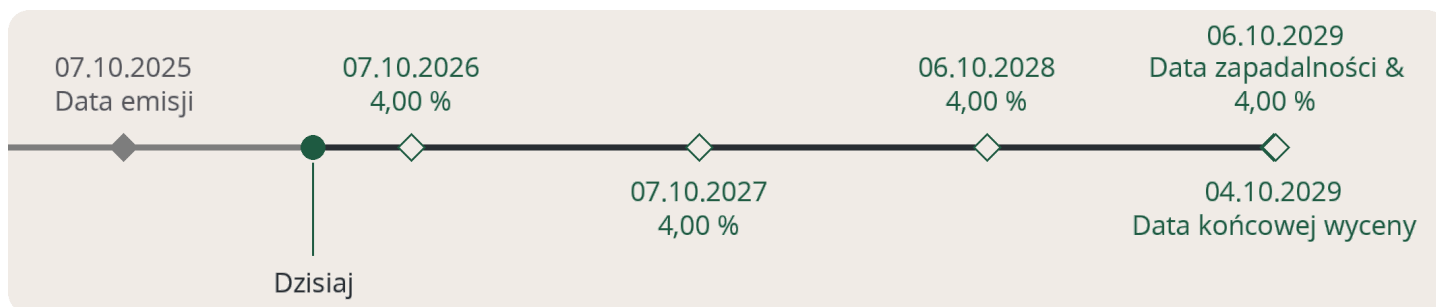 07.10.2025
Data emisji
07.10.2026
4,00 %
06.10.2028
4,00 %
06.10.2029
Data zapadalności &
4,00 %
07.10.2027
4,00 %
04.10.2029
Data końcowej wyceny
Dzisiaj